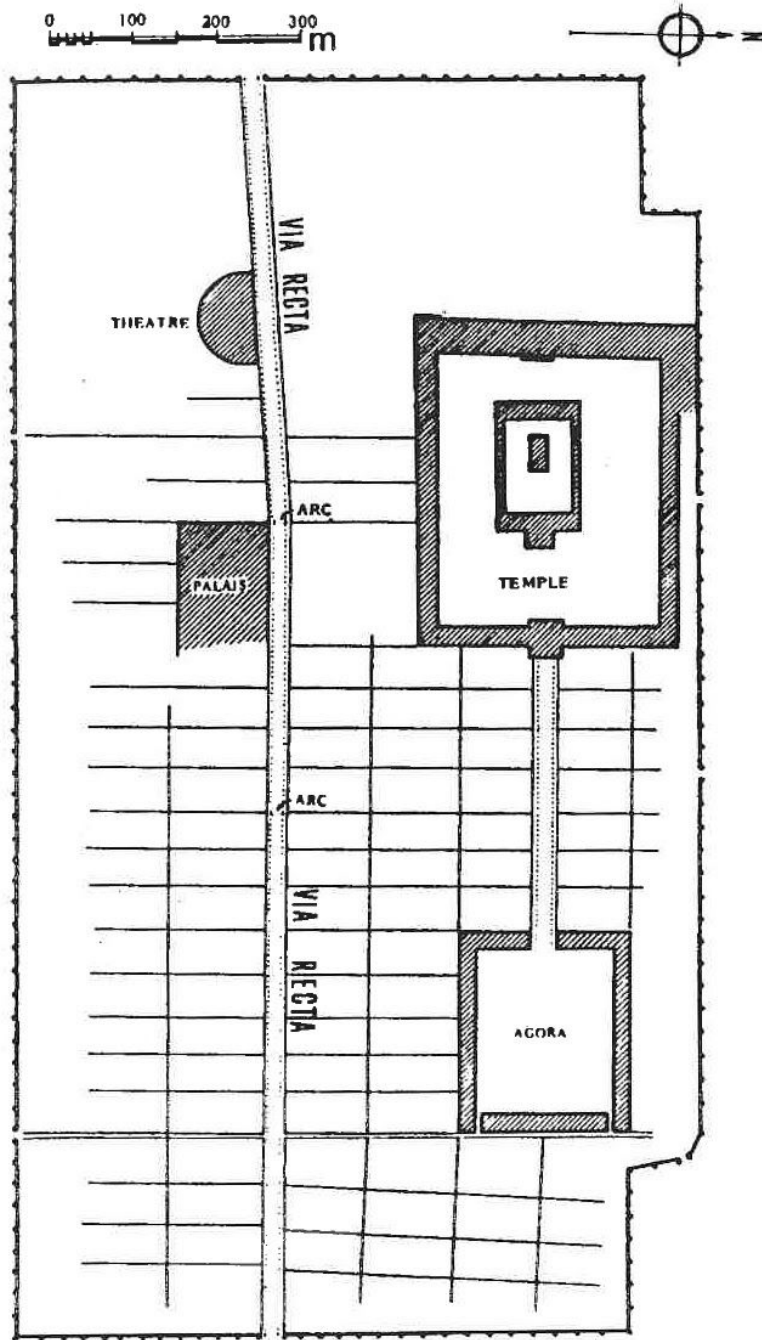 0 100 200 300
m
N
VIA RECTA
THEATRE
ARC
PALAIS
TEMPLE
ARC
VIA RECTA
AGORA